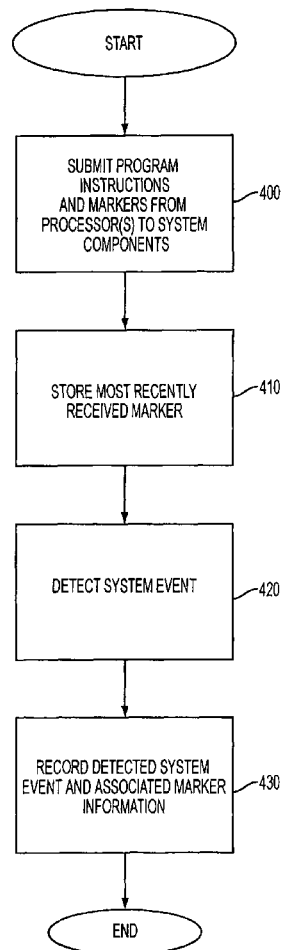 START
SUBMIT PROGRAM
INSTRUCTIONS
AND MARKERS FROM
PROCESSOR(S) TO SYSTEM
COMPONENTS
400
STORE MOST RECENTLY
RECEIVED MARKER
410
DETECT SYSTEM EVENT
420
RECORD DETECTED SYSTEM
EVENT AND ASSOCIATED MARKER
INFORMATION
430
END